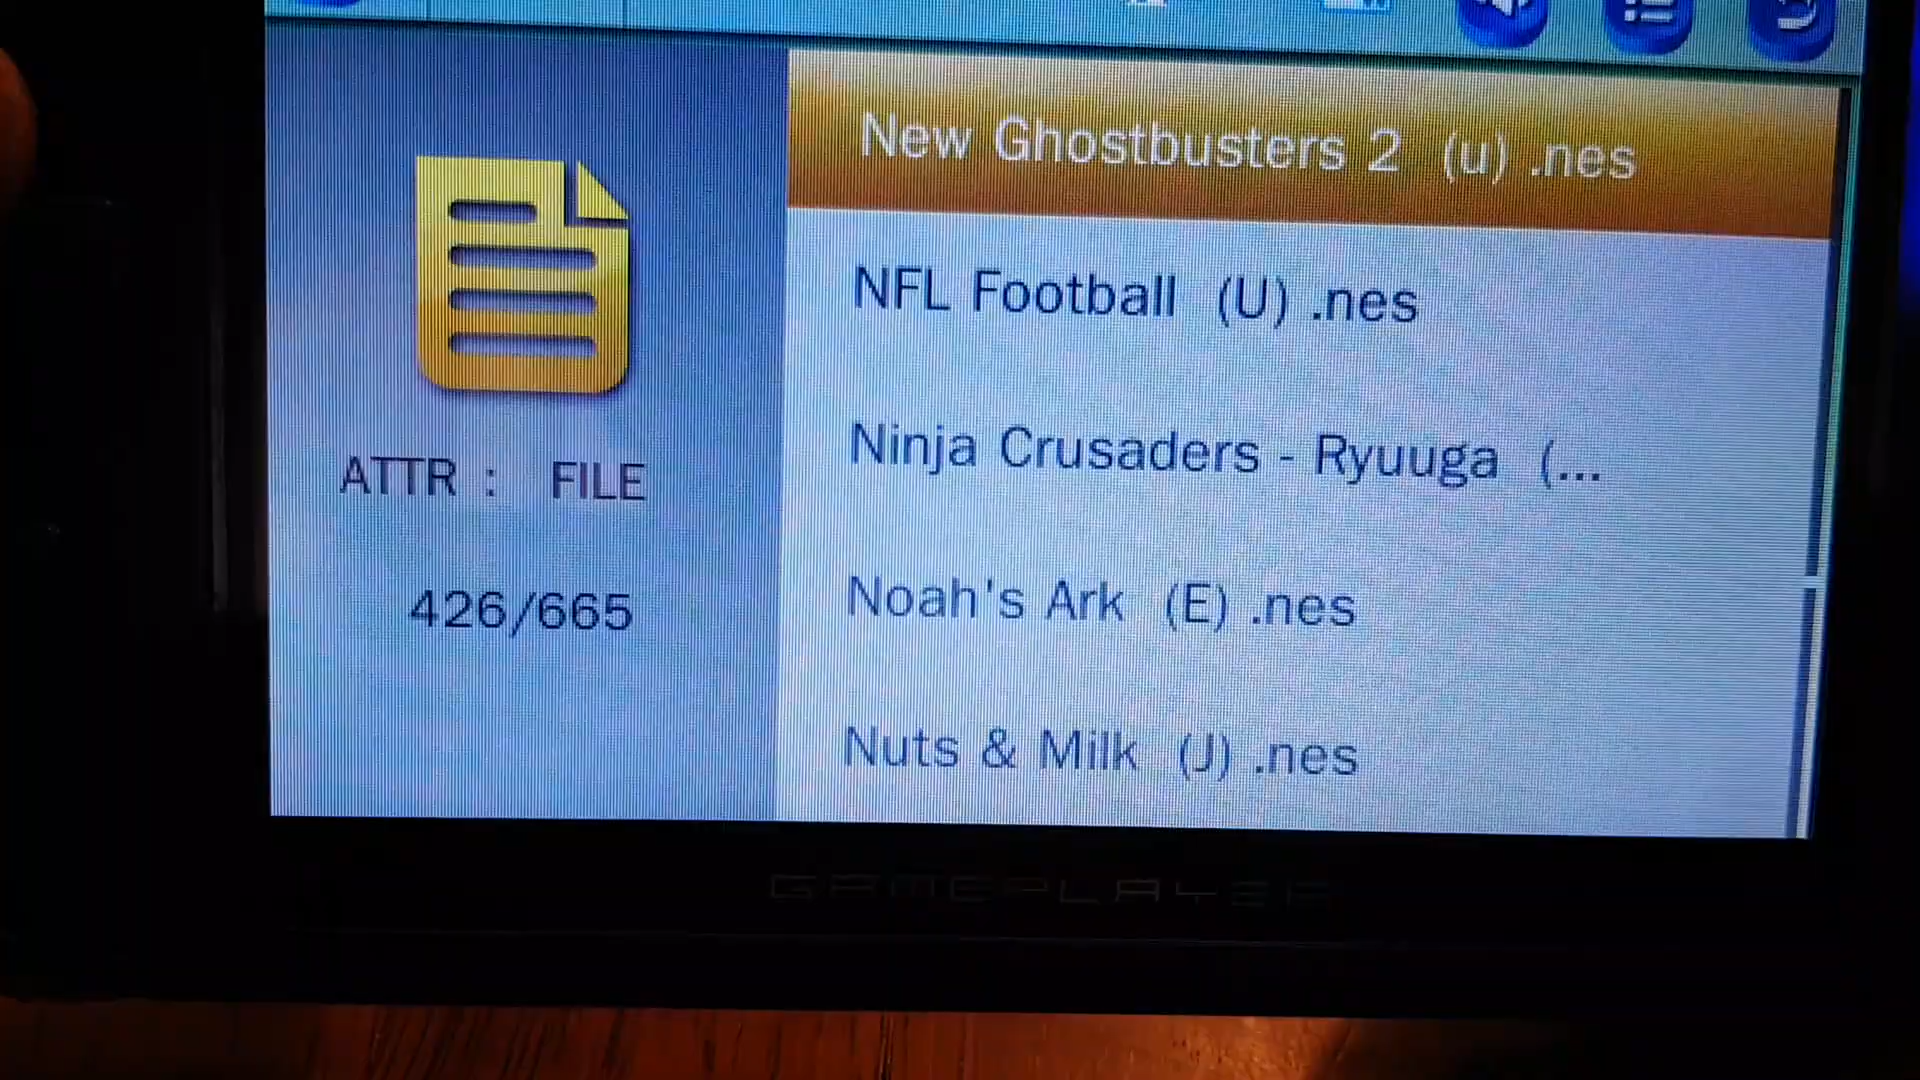 New Ghostbusters 2 (u) .nes
NFL Football (U) .nes
Ninja Crusaders - Ryuuga (...
Noah's Ark (E) .nes
Nuts & Milk (J) .nes
ATTR : FILE
426/665
GAMEPLAYER